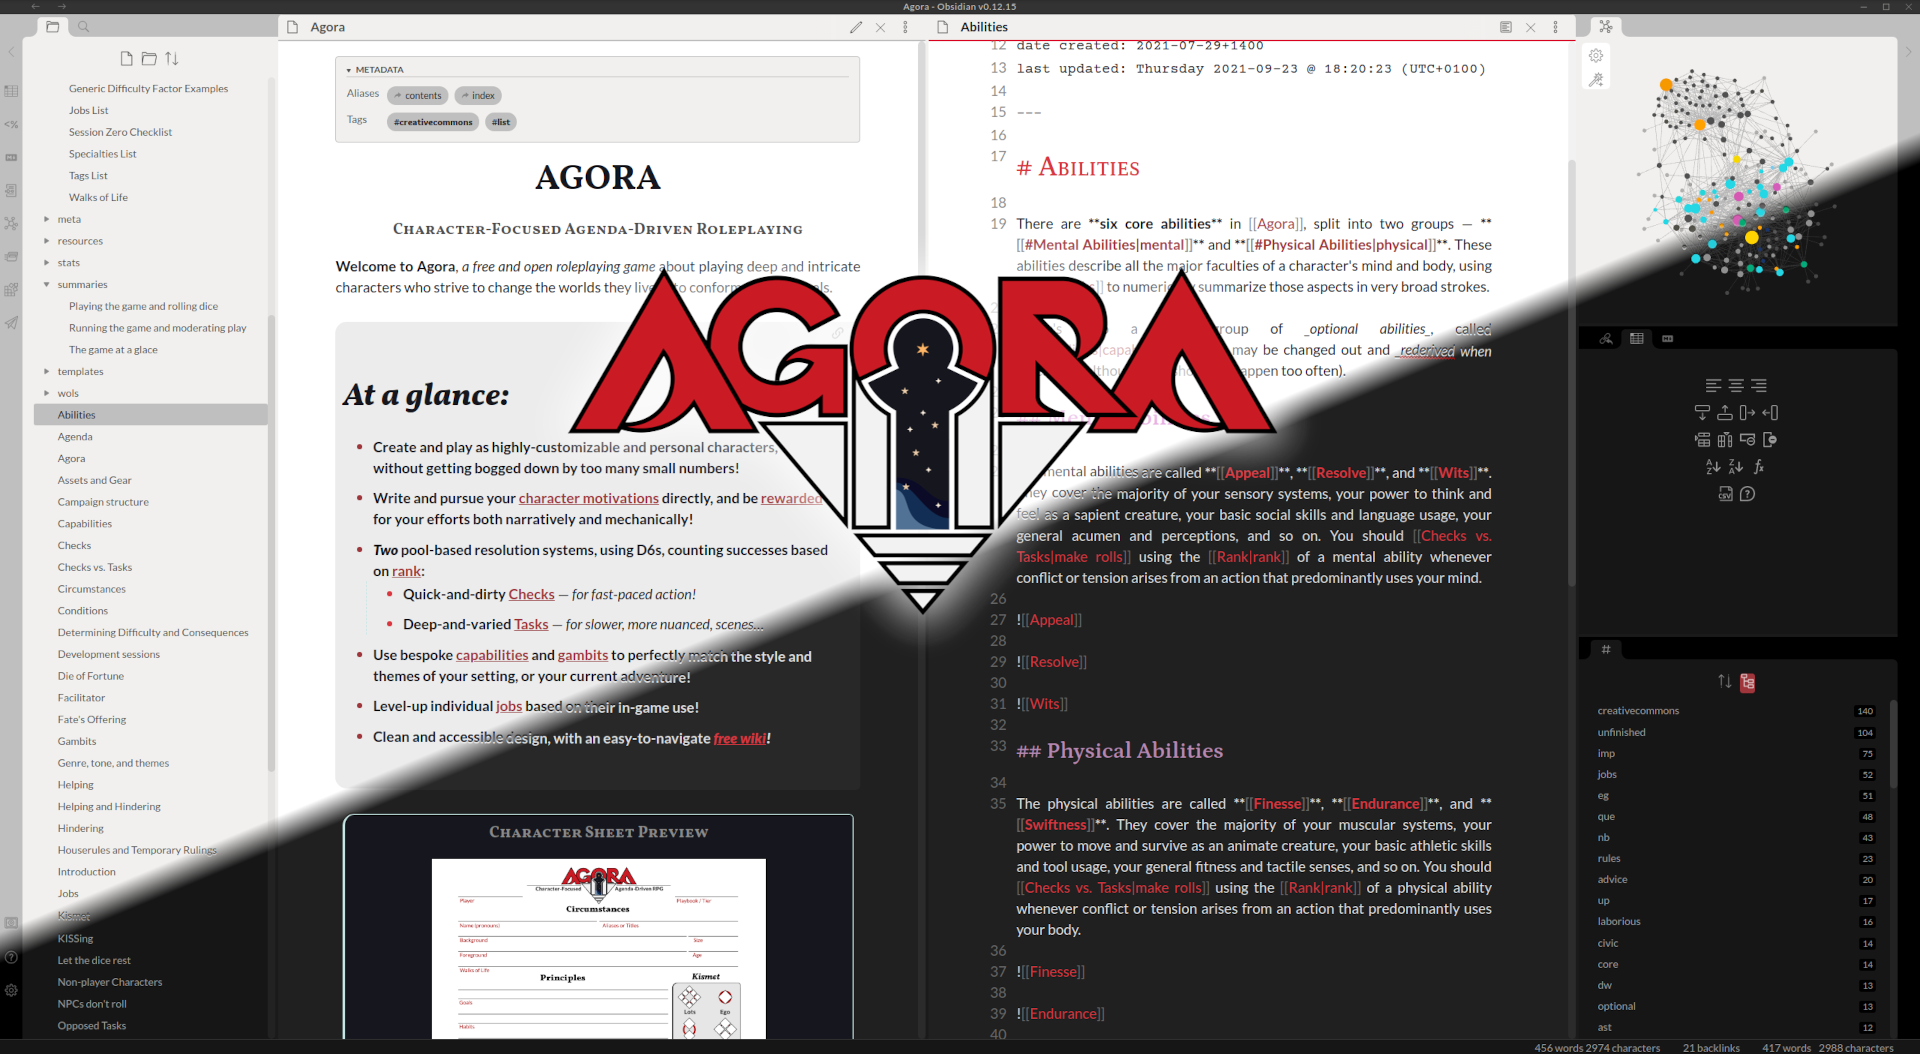 Agora - Obsidian v0.12.15
Generic Difficulty Factor Examples
Jobs List
Session Zero Checklist
Specialties List
Tags List
Walks of Life
meta
resources
stats
summaries
Playing the game and rolling dice
Running the game and moderating play
The game at a glace
templates
wols
Abilities
Agenda
Agora
Assets and Gear
Campaign structure
Capabilities
Checks
Checks vs. Tasks
Circumstances
Conditions
Determining Difficulty and Consequences
Development sessions
Die of Fortune
Facilitator
Fate's Offering
Gambits
Genre, tone, and themes
Helping
Helping and Hindering
Hindering
Houserules and Temporary Rulings
Introduction
Jobs
Kismet
KISSing
Let the dice rest
Non-player Characters
NPCs don't roll
Opposed Tasks
Agora
METADATA
Aliases contents index
Tags #creativecommons #list
AGORA
Character-Focused Agenda-Driven Roleplaying
Welcome to Agora, a free and open roleplaying game about playing deep and intricate
characters who strive to change the worlds they live to conform
At a glance:
Create and play as highly-customizable and personal characters,
without getting bogged down by too many small numbers!
Write and pursue your character motivations directly, and be rewarded
for your efforts both narratively and mechanically!
Two pool-based resolution systems, using D6s, counting successes based
on rank:
Quick-and-dirty Checks — for fast-paced action!
Deep-and-varied Tasks — for slower, more nuanced, scenes...
Use bespoke capabilities and gambits to perfectly match the style and
themes of your setting, or your current adventure!
Level-up individual jobs based on their in-game use!
Clean and accessible design, with an easy-to-navigate free wiki!
Character Sheet Preview
AGORA
Character-Focused Agenda-Driven RPG
Player Playbook / Tier
Circumstances
Name (pronouns) Aliases or Titles
Background Size
Foreground Age
Walks of Life
Principles
Kismet
Goals
Lots Ego
Habits
AGORA
Abilities
12 date created: 2021-07-29+1400
13 last updated: Thursday 2021-09-23 @ 18:20:23 (UTC+0100)
14
15 ---
16
17 # Abilities
18
19 There are **six core abilities** in [[Agora]], split into two groups — **
[[#Mental Abilities|mental]]** and **[[#Physical Abilities|physical]]**. These
abilities describe all the major faculties of a character's mind and body, using
to numerically summarize those aspects in very broad strokes.
a group of _optional abilities_, called
may be changed out and _rederived when
happen too often).
mental abilities are called **[[Appeal]]**, **[[Resolve]]**, and **[[Wits]]**.
They cover the majority of your sensory systems, your power to think and
feel as a sapient creature, your basic social skills and language usage, your
general acumen and perceptions, and so on. You should [[Checks vs.
Tasks|make rolls]] using the [[Rank|rank]] of a mental ability whenever
conflict or tension arises from an action that predominantly uses your mind.
26
27 ![[Appeal]]
28
29 ![[Resolve]]
30
31 ![[Wits]]
32
33 ## Physical Abilities
34
35 The physical abilities are called **[[Finesse]]**, **[[Endurance]]**, and **
[[Swiftness]]**. They cover the majority of your muscular systems, your
power to move and survive as an animate creature, your basic athletic skills
and tool usage, your general fitness and tactile senses, and so on. You should
[[Checks vs. Tasks|make rolls]] using the [[Rank|rank]] of a physical ability
whenever conflict or tension arises from an action that predominantly uses
your body.
36
37 ![[Finesse]]
38
39 ![[Endurance]]
40
#
creativecommons 140
unfinished 104
imp 75
jobs 52
eg 51
que 48
nb 43
rules 23
advice 20
up 17
laborious 16
civic 14
core 14
dw 13
optional 13
ast 12
456 words 2974 characters 21 backlinks 417 words 2988 characters